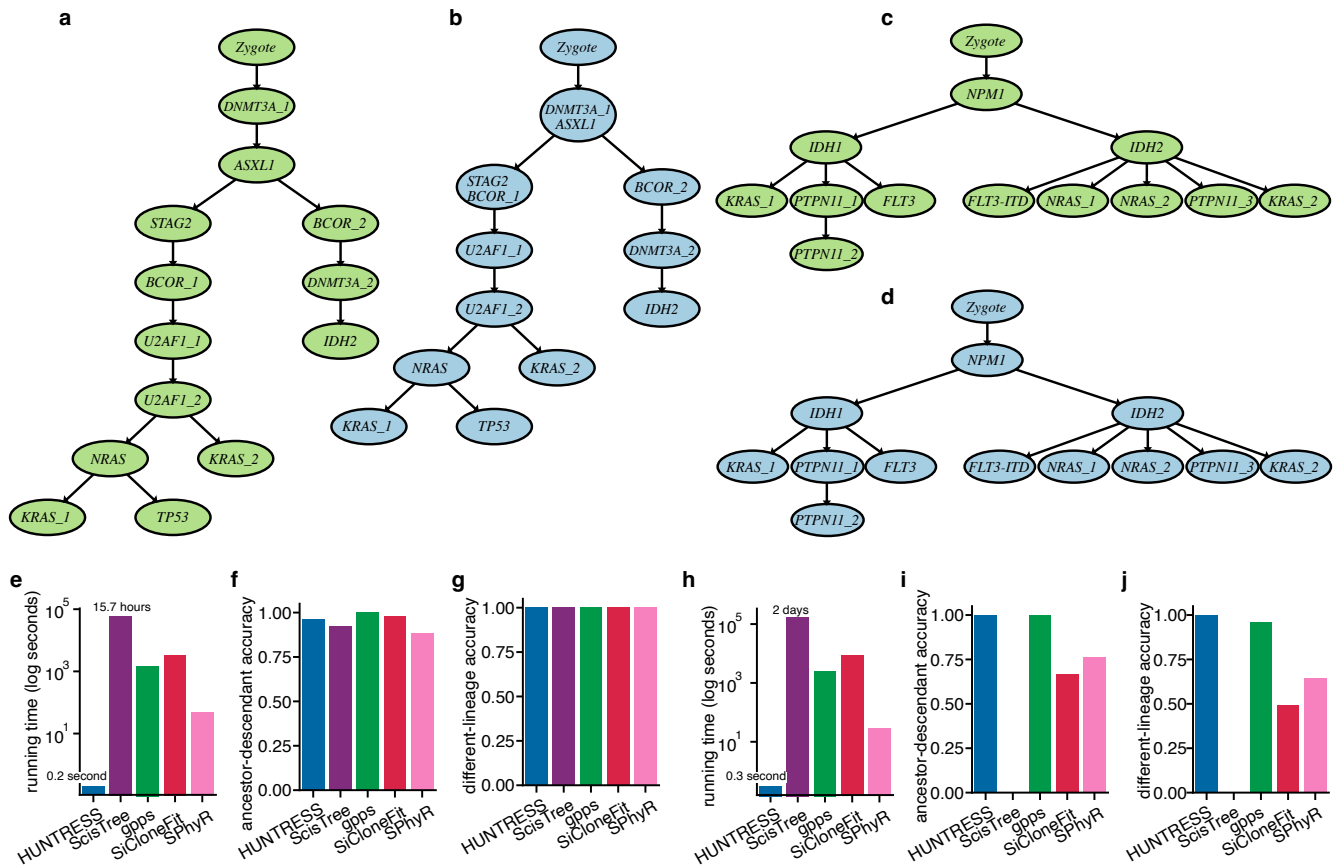 a
Zygote
DNMT3A_1
ASXL1
STAG2
BCOR_2
BCOR_1
DNMT3A_2
U2AF1_1
IDH2
U2AF1_2
NRAS
KRAS_2
KRAS_1
TP53
b
Zygote
DNMT3A_1
ASXL1
STAG2
BCOR_1
BCOR_2
U2AF1_1
DNMT3A_2
U2AF1_2
IDH2
NRAS
KRAS_2
KRAS_1
TP53
c
Zygote
NPM1
IDH1
IDH2
KRAS_1
PTPN11_1
FLT3
FLT3-ITD
NRAS_1
NRAS_2
PTPN11_3
KRAS_2
PTPN11_2
d
Zygote
NPM1
IDH1
IDH2
KRAS_1
PTPN11_1
FLT3
FLT3-ITD
NRAS_1
NRAS_2
PTPN11_3
KRAS_2
PTPN11_2
e
running time (log seconds)
10^5
10^3
10^1
15.7 hours
0.2 second
HUNTRESS
ScisTree
gpps
SiCloneFit
SPhyR
f
ancestor-descendant accuracy
1.00
0.75
0.50
0.25
0.00
HUNTRESS
ScisTree
gpps
SiCloneFit
SPhyR
g
different-lineage accuracy
1.00
0.75
0.50
0.25
0.00
HUNTRESS
ScisTree
gpps
SiCloneFit
SPhyR
h
running time (log seconds)
10^5
10^3
10^1
2 days
0.3 second
HUNTRESS
ScisTree
gpps
SiCloneFit
SPhyR
i
ancestor-descendant accuracy
1.00
0.75
0.50
0.25
0.00
HUNTRESS
ScisTree
gpps
SiCloneFit
SPhyR
j
different-lineage accuracy
1.00
0.75
0.50
0.25
0.00
HUNTRESS
ScisTree
gpps
SiCloneFit
SPhyR